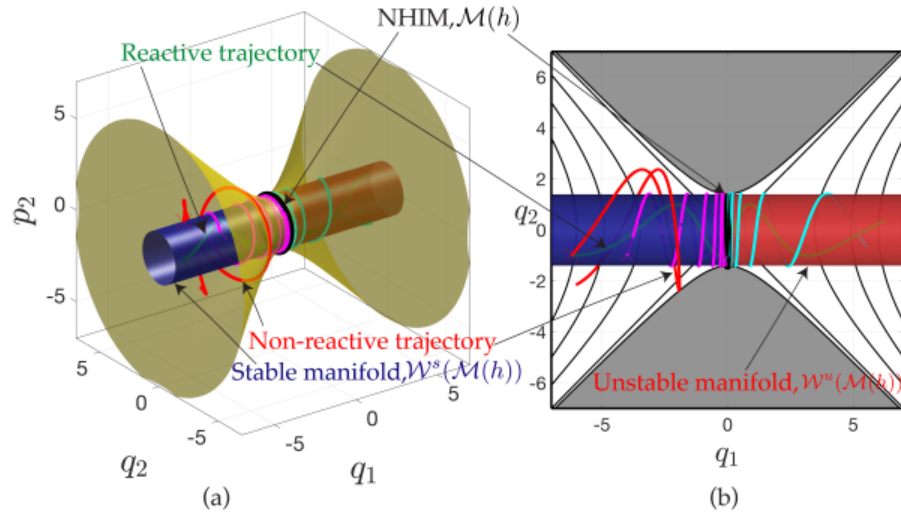 NHIM, 𝓜(h)
Reactive trajectory
5
0
-5
p₂
5
0
-5
q₂
-5
0
5
q₁
Non-reactive trajectory
Stable manifold, 𝒲ˢ(𝓜(h))
(a)
6
4
2
q₂
0
-2
-4
-6
Unstable manifold, 𝒲ᵘ(𝓜(h))
-5
0
5
q₁
(b)